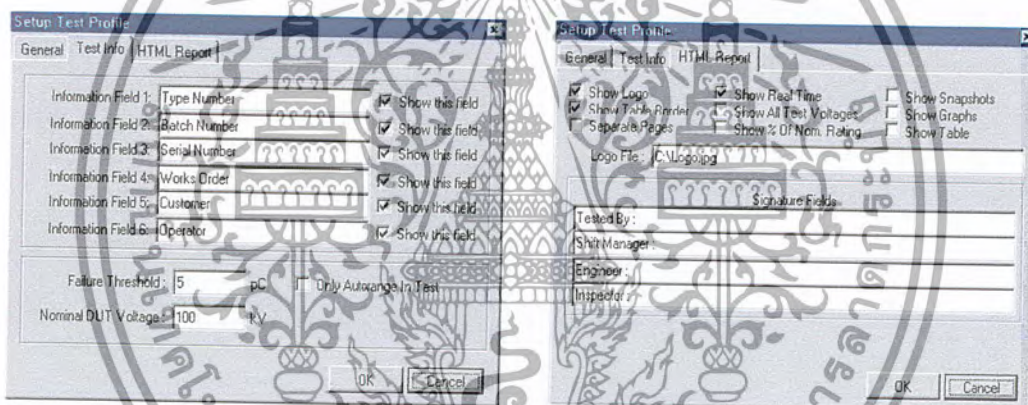 Setup Test Profile
General Test Info HTML Report
Information Field 1: Type Number Show this field
Information Field 2: Batch Number Show this field
Information Field 3: Serial Number Show this field
Information Field 4: Works Order Show this field
Information Field 5: Customer Show this field
Information Field 6: Operator Show this field
Failure Threshold: 5 pC Only Autorange In Test
Nominal DUT Voltage: 100 kV
OK Cancel
Setup Test Profile
General Test Info HTML Report
Show Logo Show Real Time Show Snapshots
Show Table Border Show All Test Voltages Show Graphs
Separate Pages Show % Of Nom. Rating Show Table
Logo File: C:\Logo.jpg
Signature Fields
Tested By :
Shift Manager :
Engineer :
Inspector :
OK Cancel